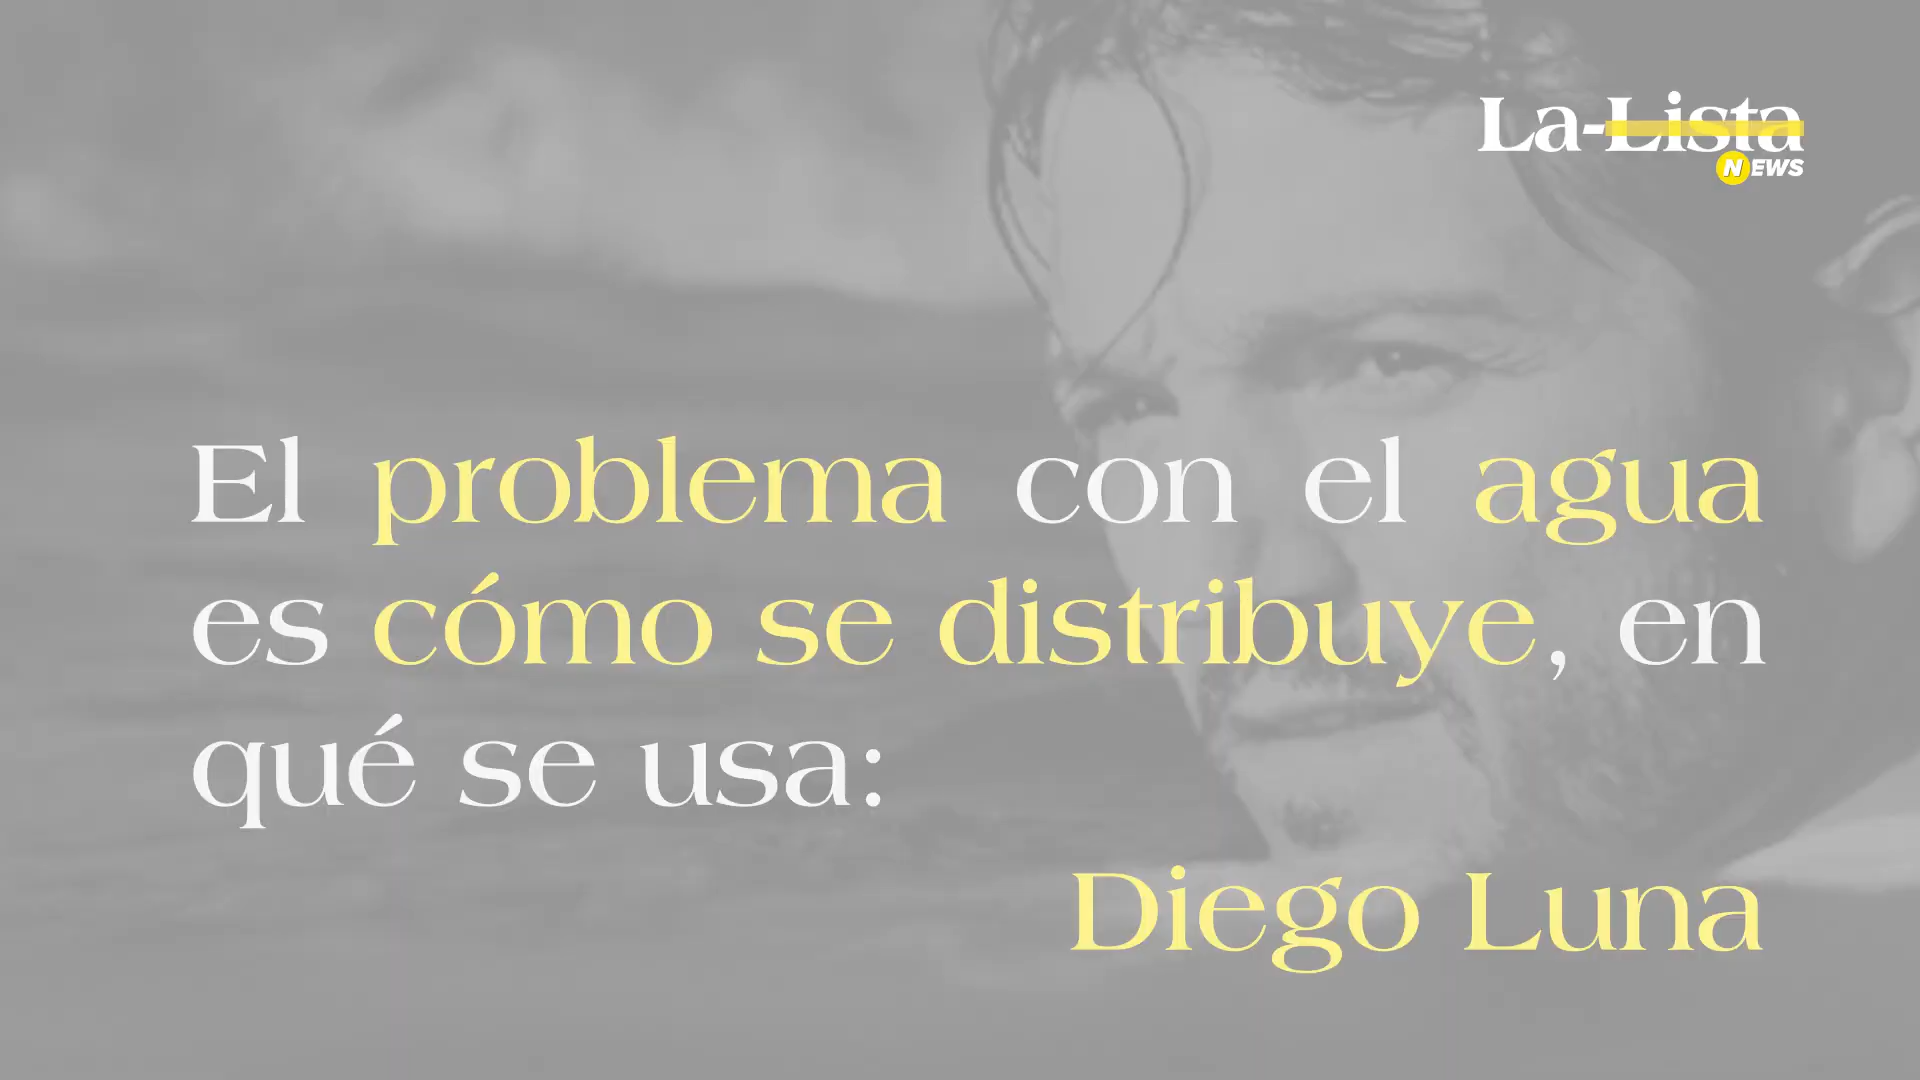 La-Lista
NEWS
El problema con el agua
es cómo se distribuye, en
qué se usa:
Diego Luna